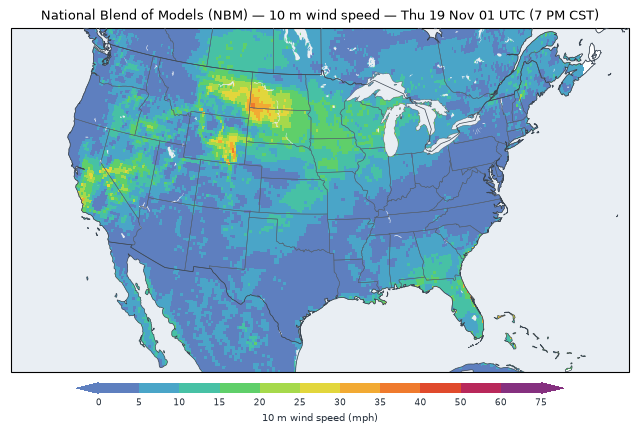 National Blend of Models (NBM) — 10 m wind speed — Thu 19 Nov 01 UTC (7 PM CST)
0 5 10 15 20 25 30 35 40 50 60 75
10 m wind speed (mph)